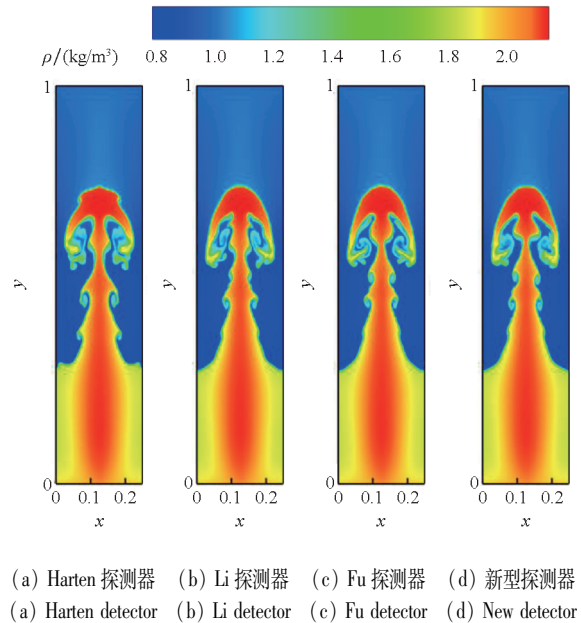 0.8 1.0 1.2 1.4 1.6 1.8 2.0
ρ/(kg/m³)
1 1 1 1
y y y y
0 0 0 0
0 0.1 0.2 0 0.1 0.2 0 0.1 0.2 0 0.1 0.2
x x x x
(a) Harten 探测器 (b) Li 探测器 (c) Fu 探测器 (d) 新型探测器
(a) Harten detector (b) Li detector (c) Fu detector (d) New detector